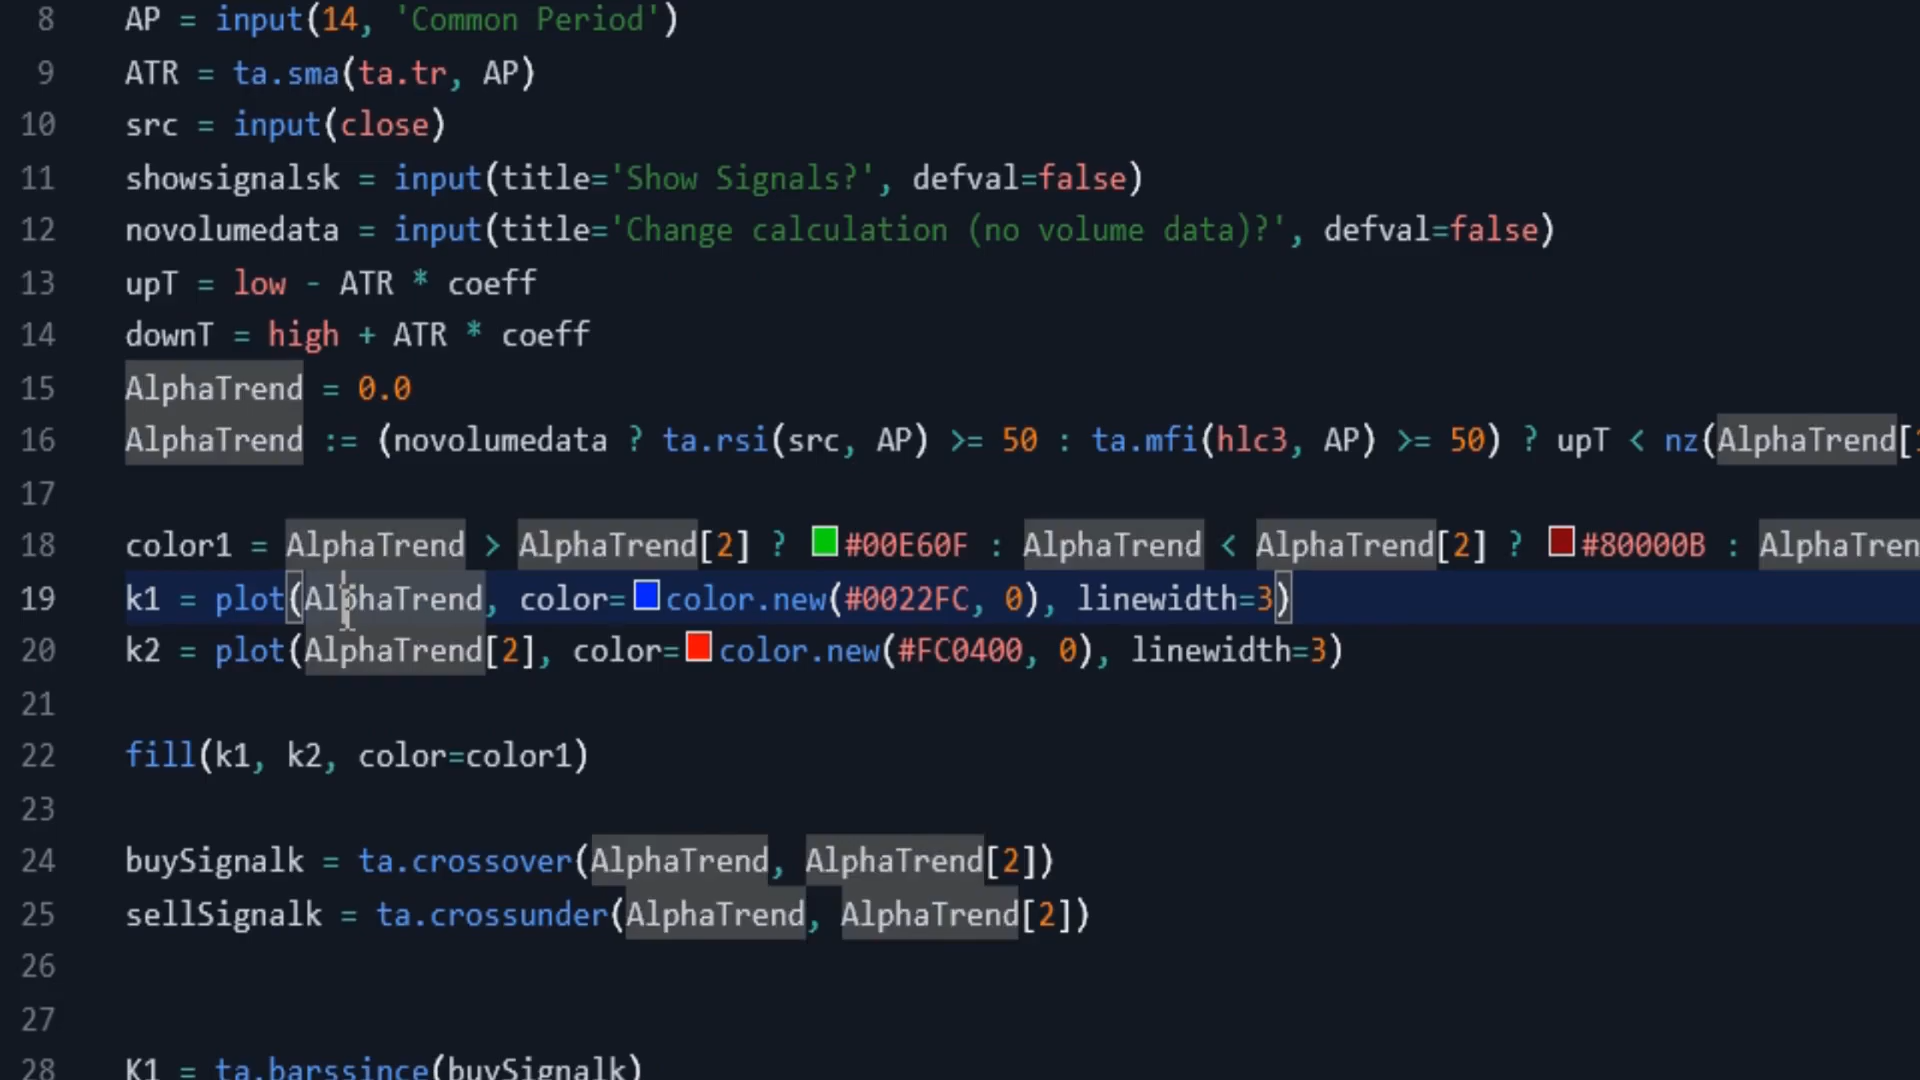 8 AP = input(14, 'Common Period')
9 ATR = ta.sma(ta.tr, AP)
10 src = input(close)
11 showsignalsk = input(title='Show Signals?', defval=false)
12 novolumedata = input(title='Change calculation (no volume data)?', defval=false)
13 upT = low - ATR * coeff
14 downT = high + ATR * coeff
15 AlphaTrend = 0.0
16 AlphaTrend := (novolumedata ? ta.rsi(src, AP) >= 50 : ta.mfi(hlc3, AP) >= 50) ? upT < nz(AlphaTrend[
17
18 color1 = AlphaTrend > AlphaTrend[2] ? #00E60F : AlphaTrend < AlphaTrend[2] ? #80000B : AlphaTren
19 k1 = plot(AlphaTrend, color=color.new(#0022FC, 0), linewidth=3)
20 k2 = plot(AlphaTrend[2], color=color.new(#FC0400, 0), linewidth=3)
21
22 fill(k1, k2, color=color1)
23
24 buySignalk = ta.crossover(AlphaTrend, AlphaTrend[2])
25 sellSignalk = ta.crossunder(AlphaTrend, AlphaTrend[2])
26
27
28 K1 = ta.barssince(buySignalk)